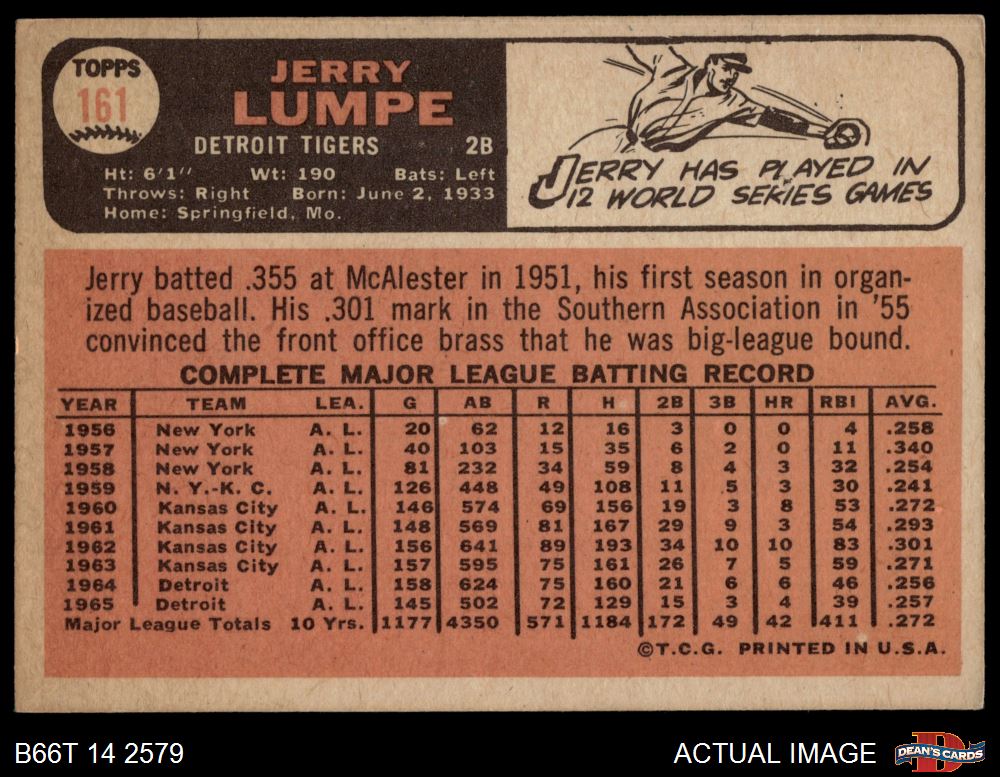 TOPPS
161
JERRY
LUMPE
DETROIT TIGERS 2B
Ht: 6'1" Wt: 190 Bats: Left
Throws: Right Born: June 2, 1933
Home: Springfield, Mo.
JERRY HAS PLAYED IN
12 WORLD SERIES GAMES
Jerry batted .355 at McAlester in 1951, his first season in organ-
ized baseball. His .301 mark in the Southern Association in '55
convinced the front office brass that he was big-league bound.
COMPLETE MAJOR LEAGUE BATTING RECORD
YEAR TEAM LEA. G AB R H 2B 3B HR RBI AVG.
1956 New York A. L. 20 62 12 16 3 0 0 4 .258
1957 New York A. L. 40 103 15 35 6 2 0 11 .340
1958 New York A. L. 81 232 34 59 8 4 3 32 .254
1959 N. Y.-K. C. A. L. 126 448 49 108 11 5 3 30 .241
1960 Kansas City A. L. 146 574 69 156 19 3 8 53 .272
1961 Kansas City A. L. 148 569 81 167 29 9 3 54 .293
1962 Kansas City A. L. 156 641 89 193 34 10 10 83 .301
1963 Kansas City A. L. 157 595 75 161 26 7 5 59 .271
1964 Detroit A. L. 158 624 75 160 21 6 6 46 .256
1965 Detroit A. L. 145 502 72 129 15 3 4 39 .257
Major League Totals 10 Yrs. 1177 4350 571 1184 172 49 42 411 .272
©T.C.G. PRINTED IN U.S.A.
B66T 14 2579 ACTUAL IMAGE
DEAN'S CARDS